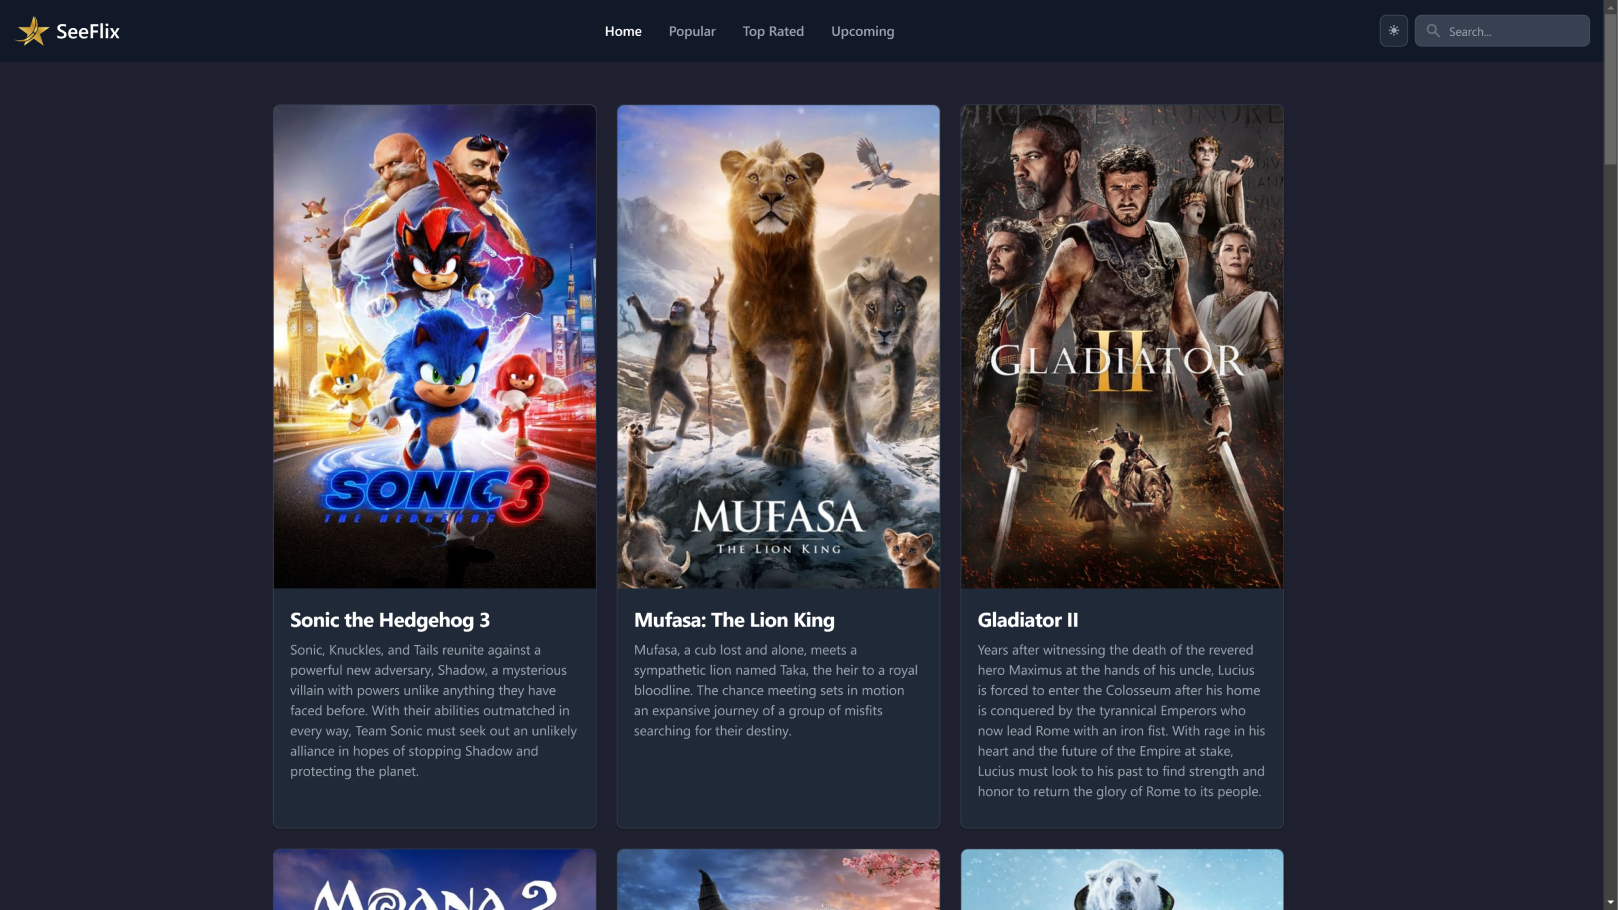 SeeFlix
Home
Popular
Top Rated
Upcoming
Search...
SONIC 3
THE HEDGEHOG
MUFASA
THE LION KING
GLADIATOR
II
Sonic the Hedgehog 3
Sonic, Knuckles, and Tails reunite against a
powerful new adversary, Shadow, a mysterious
villain with powers unlike anything they have
faced before. With their abilities outmatched in
every way, Team Sonic must seek out an unlikely
alliance in hopes of stopping Shadow and
protecting the planet.
Mufasa: The Lion King
Mufasa, a cub lost and alone, meets a
sympathetic lion named Taka, the heir to a royal
bloodline. The chance meeting sets in motion
an expansive journey of a group of misfits
searching for their destiny.
Gladiator II
Years after witnessing the death of the revered
hero Maximus at the hands of his uncle, Lucius
is forced to enter the Colosseum after his home
is conquered by the tyrannical Emperors who
now lead Rome with an iron fist. With rage in his
heart and the future of the Empire at stake,
Lucius must look to his past to find strength and
honor to return the glory of Rome to its people.
MOANA 2